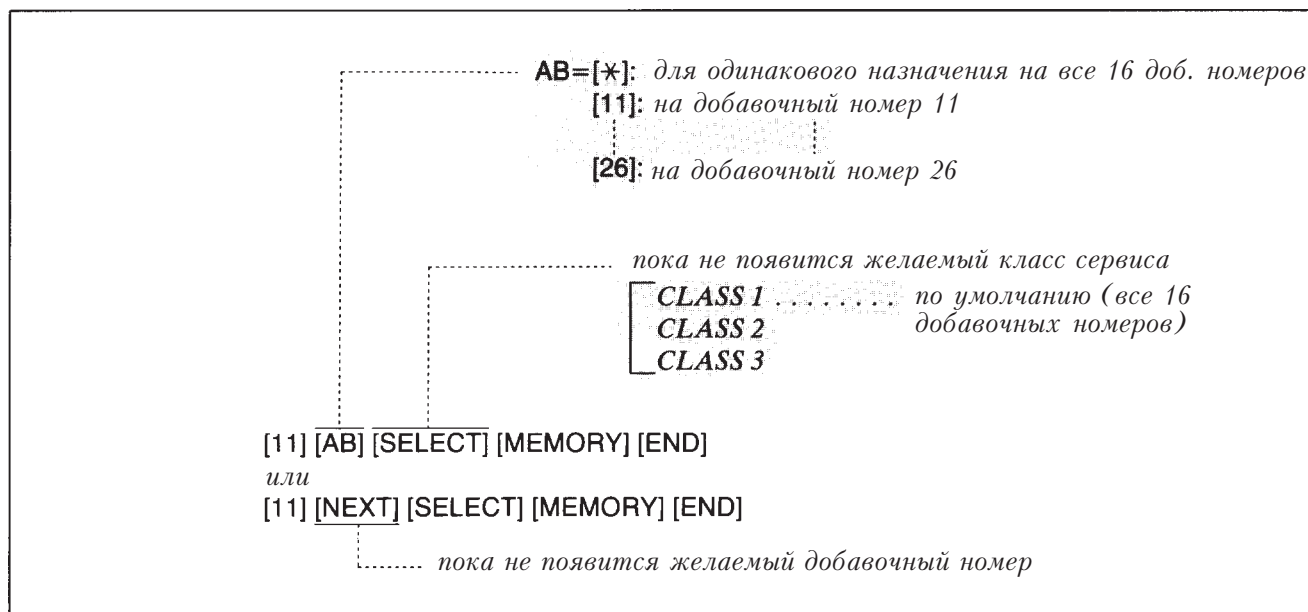 AB=[*]: для одинакового назначения на все 16 доб. номеров
[11]: на добавочный номер 11
[26]: на добавочный номер 26
пока не появится желаемый класс сервиса
CLASS 1 ........ по умолчанию (все 16
добавочных номеров)
CLASS 2
CLASS 3
[11] [AB] [SELECT] [MEMORY] [END]
или
[11] [NEXT] [SELECT] [MEMORY] [END]
пока не появится желаемый добавочный номер